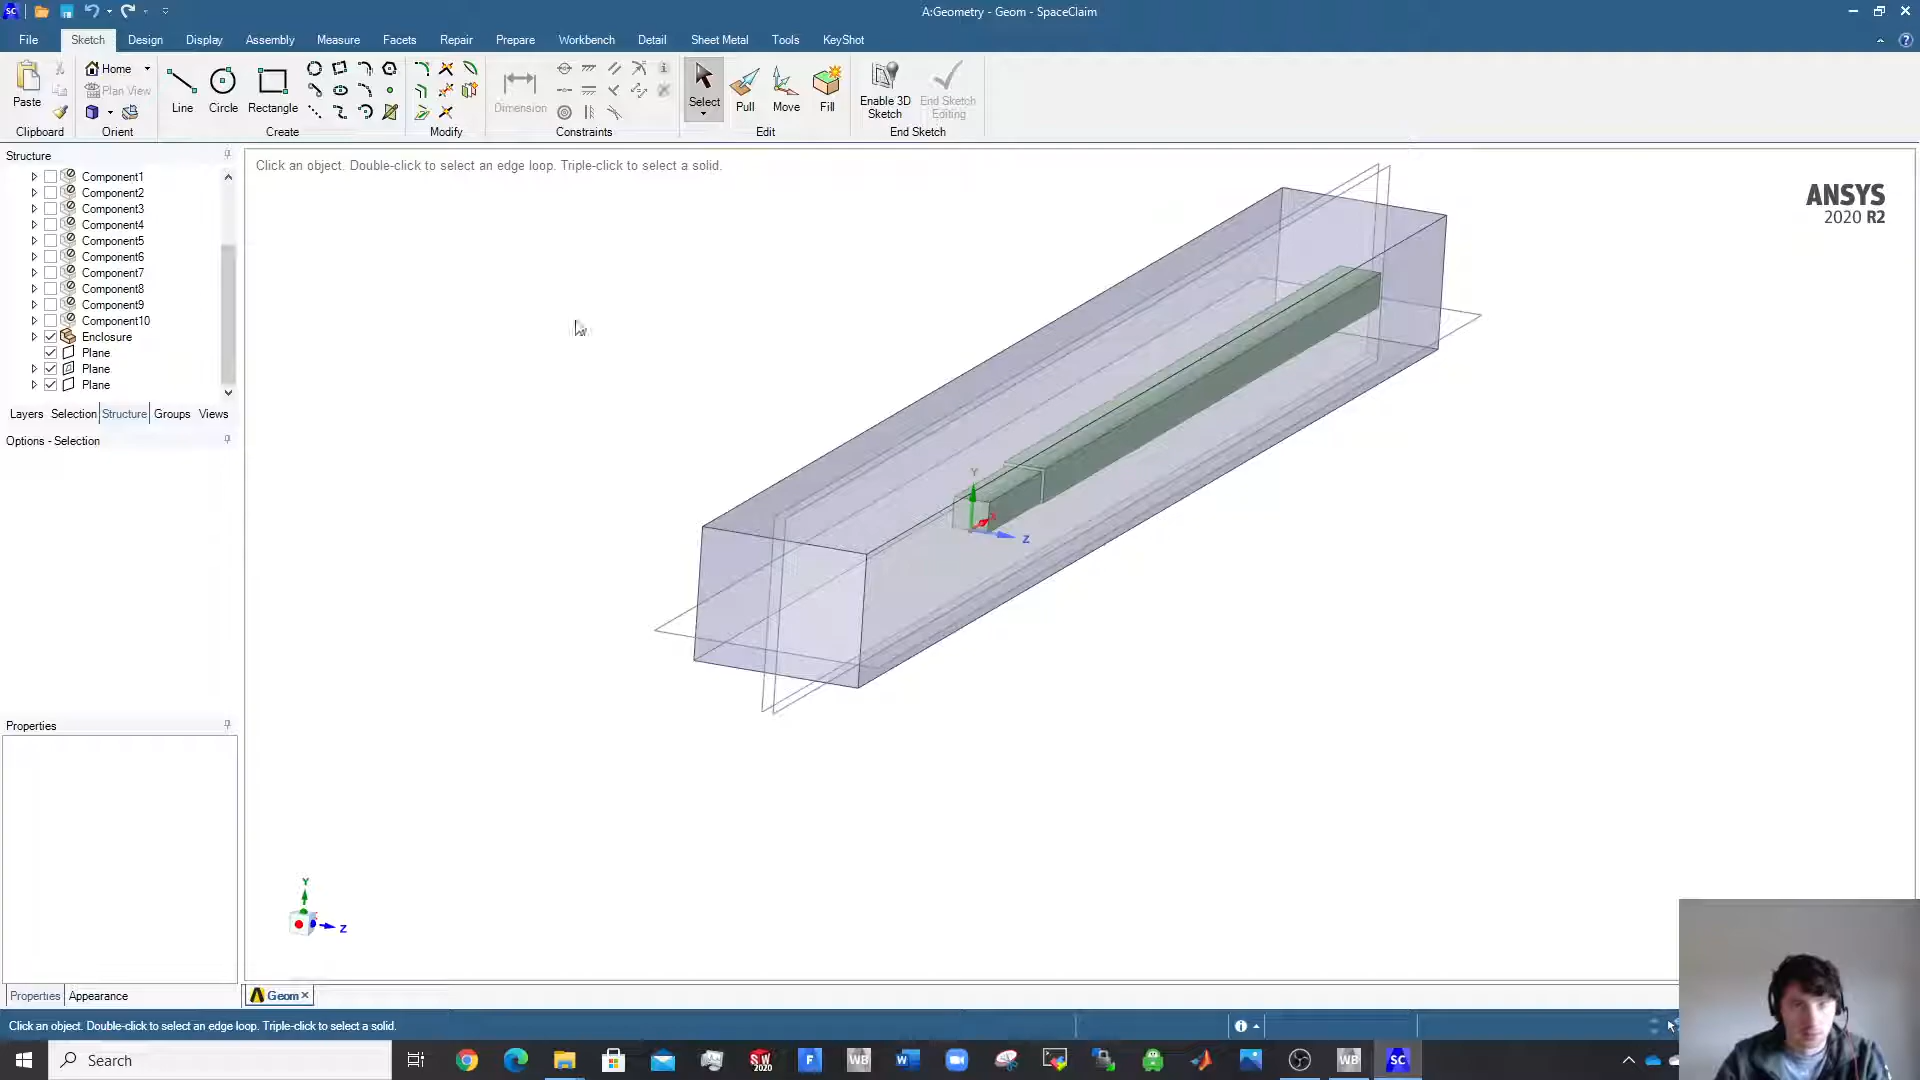 A:Geometry - Geom - SpaceClaim
File Sketch Design Display Assembly Measure Facets Repair Prepare Workbench Detail Sheet Metal Tools KeyShot
Paste
Home
Plan View
Line Circle Rectangle
Dimension
Select Pull Move Fill
Enable 3D Sketch
End Sketch Editing
Clipboard Orient Create Modify Constraints Edit End Sketch
Structure
Click an object. Double-click to select an edge loop. Triple-click to select a solid.
Component1
Component2
Component3
Component4
Component5
Component6
Component7
Component8
Component9
Component10
Enclosure
Plane
Plane
Plane
ANSYS
2020 R2
Layers Selection Structure Groups Views
Options - Selection
Y
X
Z
Properties
Y
Z
Properties Appearance
Geom
Click an object. Double-click to select an edge loop. Triple-click to select a solid.
Search
SW
2020
F
WB
W
WB
SC